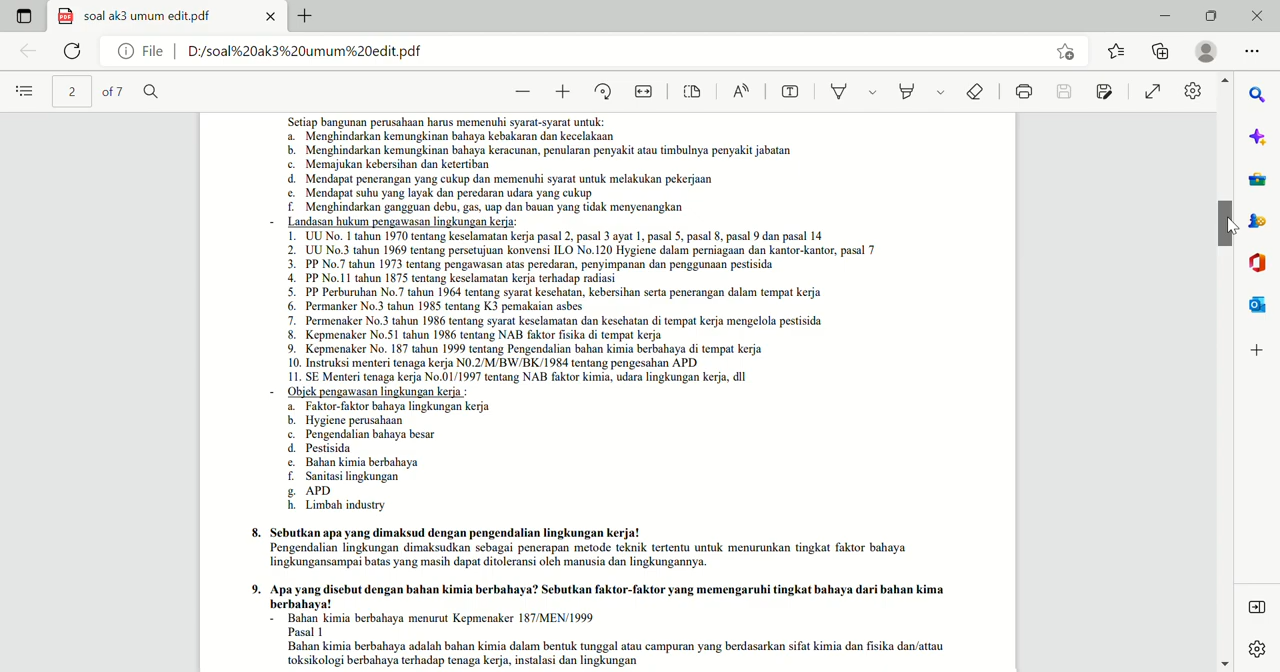 soal ak3 umum edit.pdf
File
D:/soal%20ak3%20umum%20edit.pdf
2 of 7
Setiap bangunan perusahaan harus memenuhi syarat-syarat untuk:
a. Menghindarkan kemungkinan bahaya kebakaran dan kecelakaan
b. Menghindarkan kemungkinan bahaya keracunan, penularan penyakit atau timbulnya penyakit jabatan
c. Memajukan kebersihan dan ketertiban
d. Mendapat penerangan yang cukup dan memenuhi syarat untuk melakukan pekerjaan
e. Mendapat suhu yang layak dan peredaran udara yang cukup
f. Menghindarkan gangguan debu, gas, uap dan bauan yang tidak menyenangkan
- Landasan hukum pengawasan lingkungan kerja:
1. UU No. 1 tahun 1970 tentang keselamatan kerja pasal 2, pasal 3 ayat 1, pasal 5, pasal 8, pasal 9 dan pasal 14
2. UU No.3 tahun 1969 tentang persetujuan konvensi ILO No.120 Hygiene dalam perniagaan dan kantor-kantor, pasal 7
3. PP No.7 tahun 1973 tentang pengawasan atas peredaran, penyimpanan dan penggunaan pestisida
4. PP No.11 tahun 1875 tentang keselamatan kerja terhadap radiasi
5. PP Perburuhan No.7 tahun 1964 tentang syarat kesehatan, kebersihan serta penerangan dalam tempat kerja
6. Permanker No.3 tahun 1985 tentang K3 pemakaian asbes
7. Permenaker No.3 tahun 1986 tentang syarat keselamatan dan kesehatan di tempat kerja mengelola pestisida
8. Kepmenaker No.51 tahun 1986 tentang NAB faktor fisika di tempat kerja
9. Kepmenaker No. 187 tahun 1999 tentang Pengendalian bahan kimia berbahaya di tempat kerja
10. Instruksi menteri tenaga kerja N0.2/M/BW/BK/1984 tentang pengesahan APD
11. SE Menteri tenaga kerja No.01/1997 tentang NAB faktor kimia, udara lingkungan kerja, dll
- Objek pengawasan lingkungan kerja :
a. Faktor-faktor bahaya lingkungan kerja
b. Hygiene perusahaan
c. Pengendalian bahaya besar
d. Pestisida
e. Bahan kimia berbahaya
f. Sanitasi lingkungan
g. APD
h. Limbah industry
8. Sebutkan apa yang dimaksud dengan pengendalian lingkungan kerja!
Pengendalian lingkungan dimaksudkan sebagai penerapan metode teknik tertentu untuk menurunkan tingkat faktor bahaya
lingkungansampai batas yang masih dapat ditoleransi oleh manusia dan lingkungannya.
9. Apa yang disebut dengan bahan kimia berbahaya? Sebutkan faktor-faktor yang memengaruhi tingkat bahaya dari bahan kima
berbahaya!
- Bahan kimia berbahaya menurut Kepmenaker 187/MEN/1999
Pasal 1
Bahan kimia berbahaya adalah bahan kimia dalam bentuk tunggal atau campuran yang berdasarkan sifat kimia dan fisika dan/attau
toksikologi berbahaya terhadap tenaga kerja, instalasi dan lingkungan